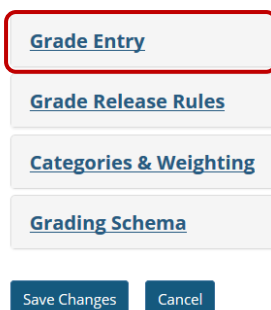 Grade Entry
Grade Release Rules
Categories & Weighting
Grading Schema
Save Changes Cancel